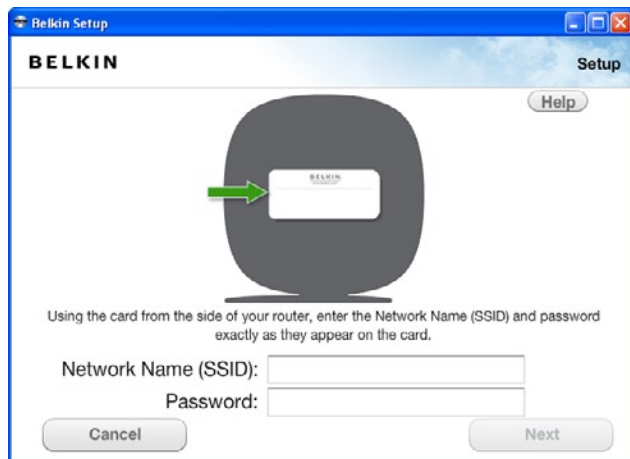 Belkin Setup
BELKIN
Setup
Help
BELKIN
Using the card from the side of your router, enter the Network Name (SSID) and password
exactly as they appear on the card.
Network Name (SSID):
Password:
Cancel
Next